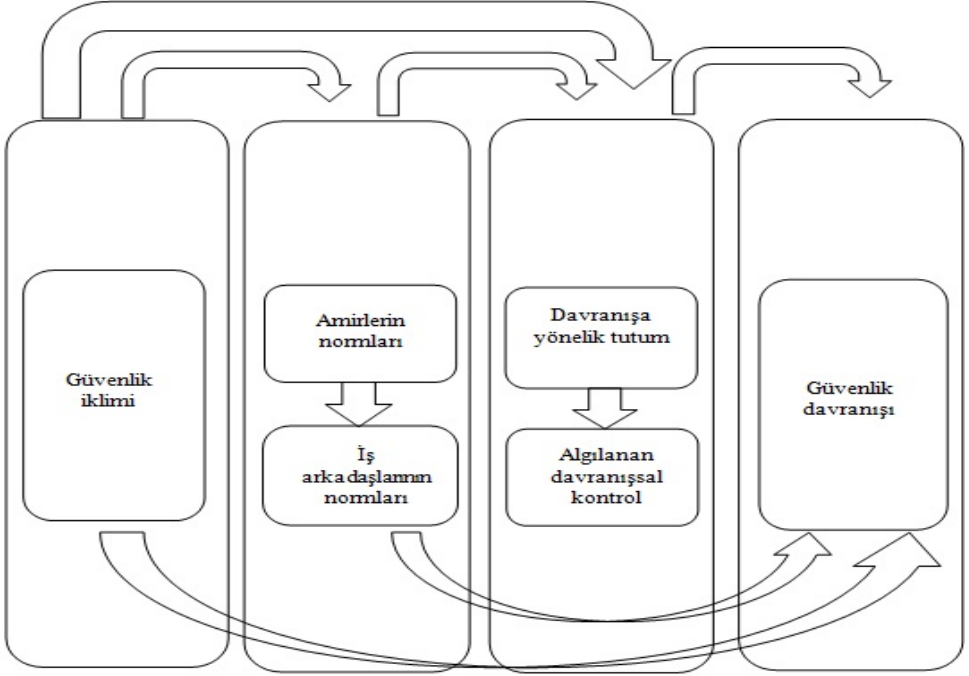 Güvenlik
iklimi
Amirlerin
normları
İş
arkadaşlarının
normları
Davranışa
yönelik tutum
Algılanan
davranışsal
kontrol
Güvenlik
davranışı